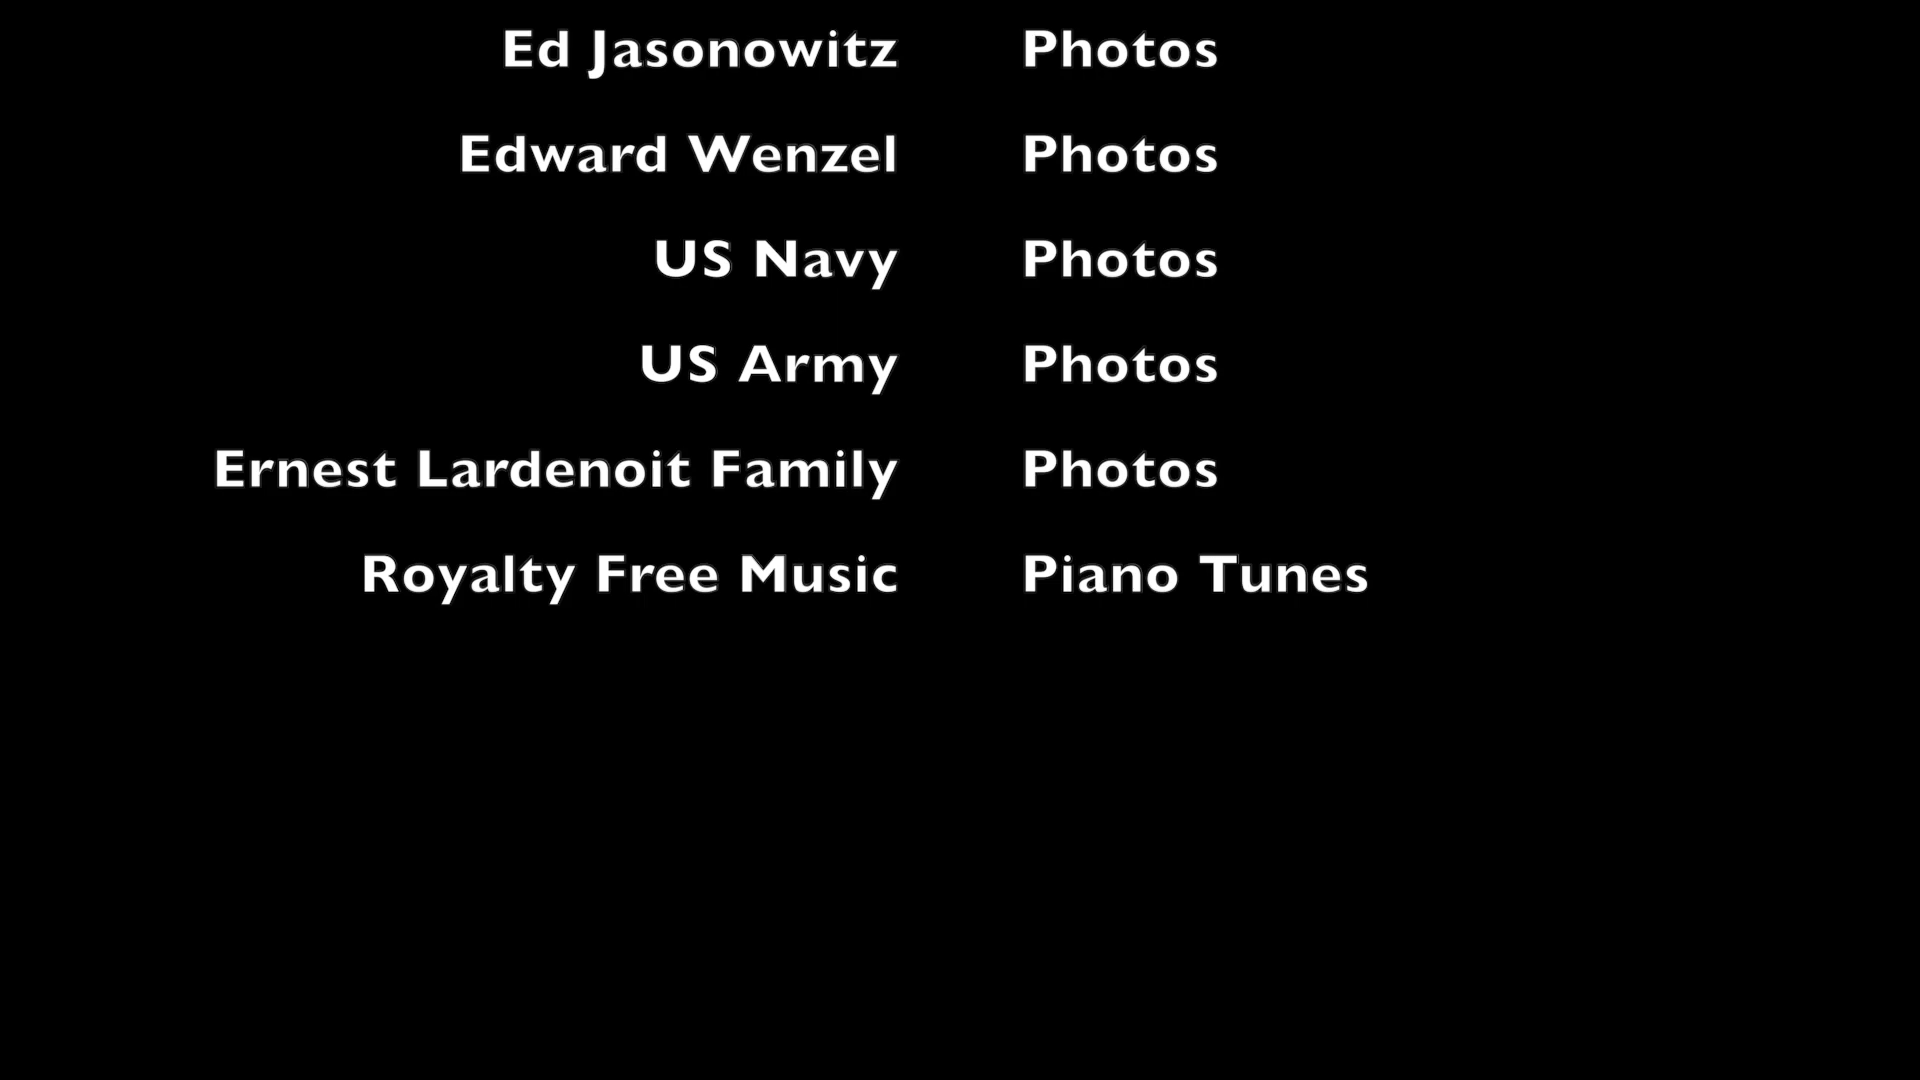 Ed Jasonowitz Photos
Edward Wenzel Photos
US Navy Photos
US Army Photos
Ernest Lardenoit Family Photos
Royalty Free Music Piano Tunes